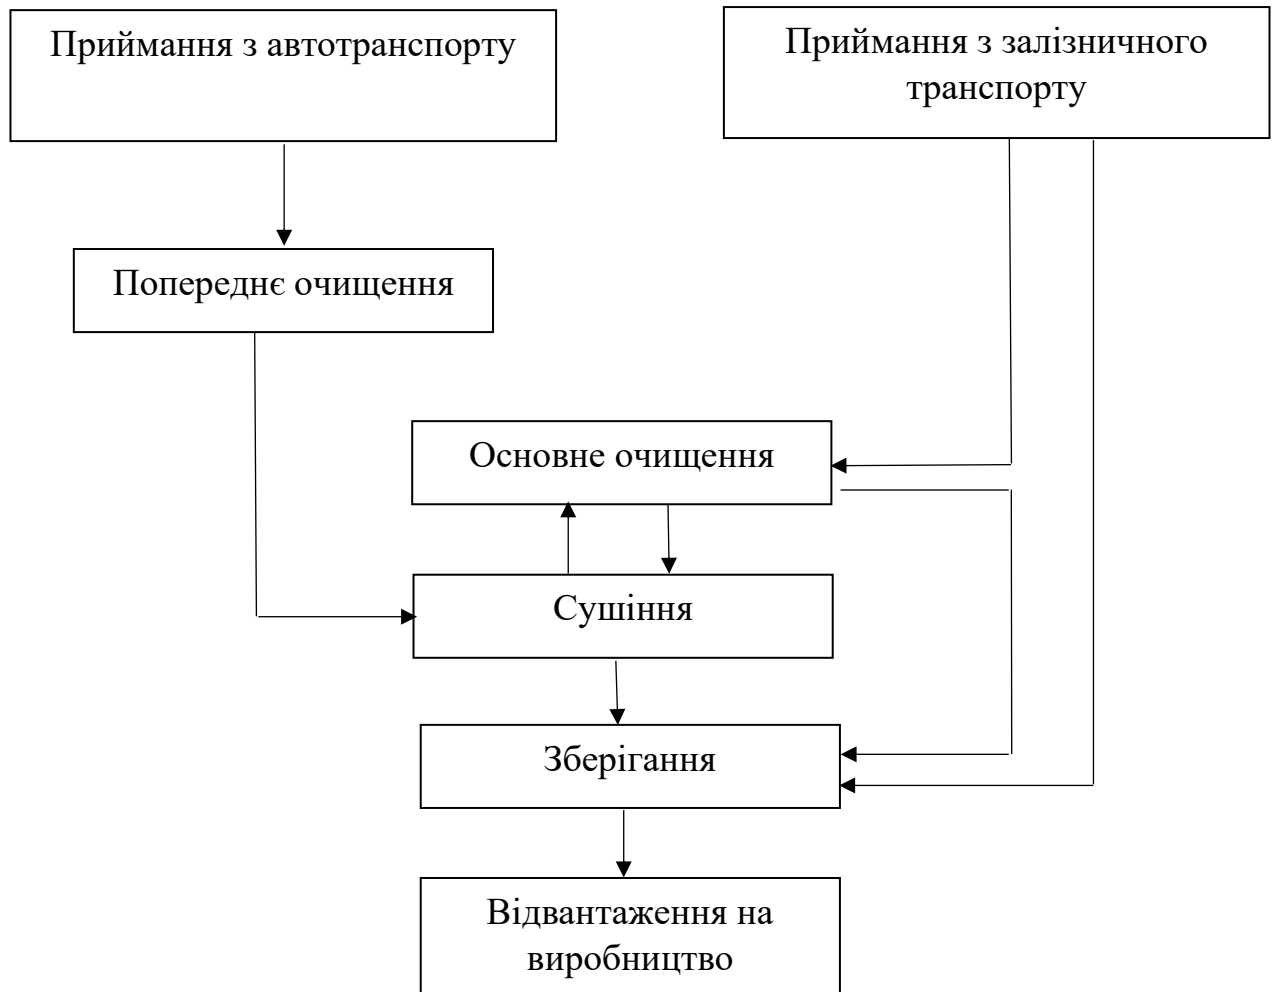 Приймання з автотранспорту
Приймання з залізничного
транспорту
Попереднє очищення
Основне очищення
Сушіння
Зберігання
Відвантаження на
виробництво